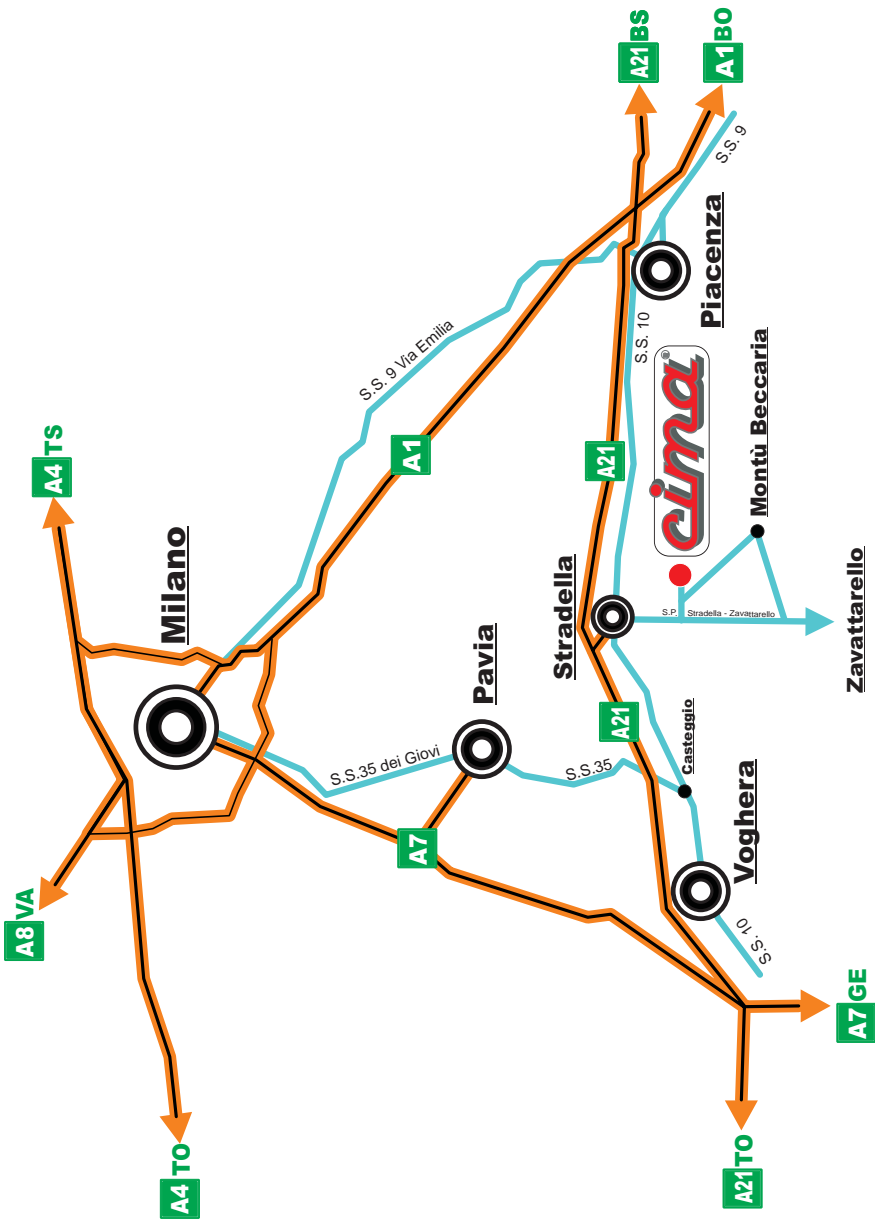 A4 TS
Milano
A8 VA
A4 TO
S.S. 9 Via Emilia
A1
S.S.35 dei Giovi
Pavia
A7
S.S.35
A21 BS
A1 BO
S.S. 9
Piacenza
S.S. 10
A21
cima®
Montù Beccaria
Stradella
S.P. Stradella - Zavattarello
Zavattarello
A21
Casteggio
Voghera
S.S. 10
A7 GE
A21 TO